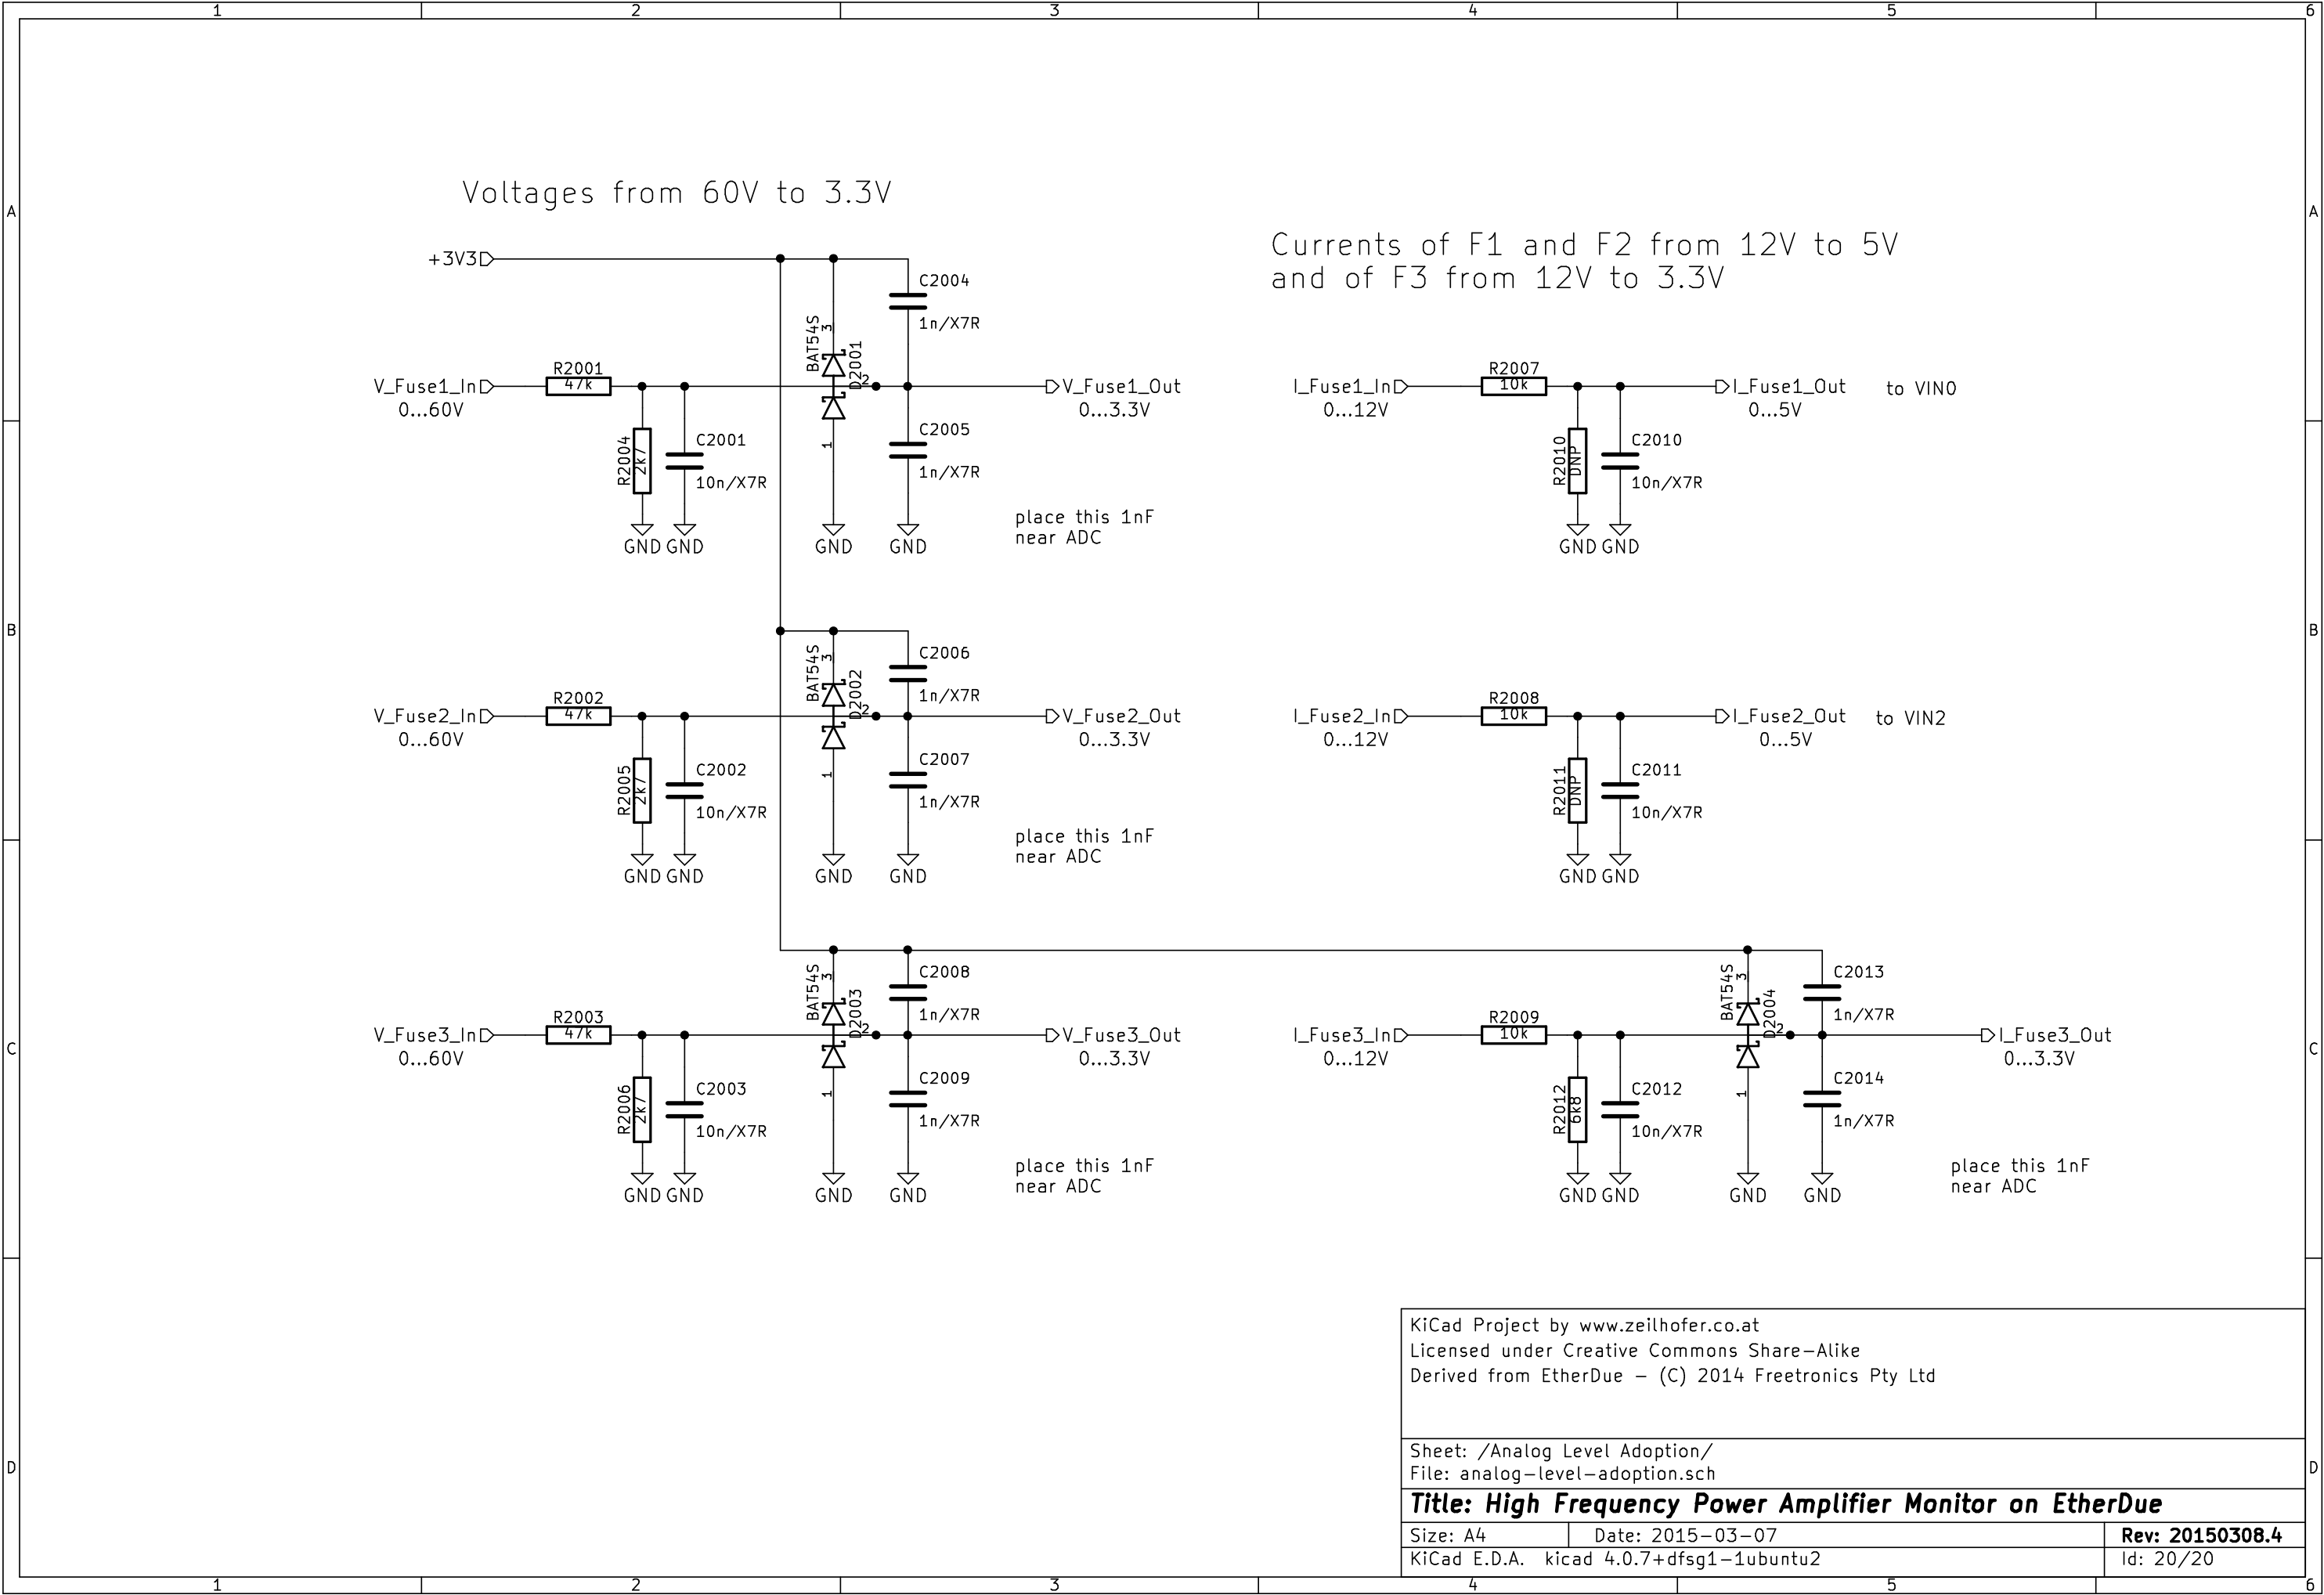 1 2 3 4 5 6
A A
Voltages from 60V to 3.3V
Currents of F1 and F2 from 12V to 5V
and of F3 from 12V to 3.3V
+3V3
C2004
1n/X7R
BAT54S
3
D2001
2
1
V_Fuse1_In
0...60V
R2001
47k
V_Fuse1_Out
0...3.3V
R2004
2k7
C2001
10n/X7R
C2005
1n/X7R
GND GND GND GND
place this 1nF
near ADC
I_Fuse1_In
0...12V
R2007
10k
I_Fuse1_Out
0...5V
to VIN0
R2010
DNP
C2010
10n/X7R
GND GND
B B
C2006
1n/X7R
BAT54S
3
D2002
2
1
V_Fuse2_In
0...60V
R2002
47k
V_Fuse2_Out
0...3.3V
R2005
2k7
C2002
10n/X7R
C2007
1n/X7R
GND GND GND GND
place this 1nF
near ADC
I_Fuse2_In
0...12V
R2008
10k
I_Fuse2_Out
0...5V
to VIN2
R2011
DNP
C2011
10n/X7R
GND GND
C C
C2008
1n/X7R
BAT54S
3
D2003
2
1
V_Fuse3_In
0...60V
R2003
47k
V_Fuse3_Out
0...3.3V
R2006
2k7
C2003
10n/X7R
C2009
1n/X7R
GND GND GND GND
place this 1nF
near ADC
I_Fuse3_In
0...12V
R2009
10k
BAT54S
3
D2004
2
1
C2013
1n/X7R
I_Fuse3_Out
0...3.3V
R2012
6k8
C2012
10n/X7R
C2014
1n/X7R
GND GND GND GND
place this 1nF
near ADC
D D
KiCad Project by www.zeilhofer.co.at
Licensed under Creative Commons Share-Alike
Derived from EtherDue - (C) 2014 Freetronics Pty Ltd
Sheet: /Analog Level Adoption/
File: analog-level-adoption.sch
Title: High Frequency Power Amplifier Monitor on EtherDue
Size: A4 Date: 2015-03-07 Rev: 20150308.4
KiCad E.D.A. kicad 4.0.7+dfsg1-1ubuntu2 Id: 20/20
1 2 3 4 5 6